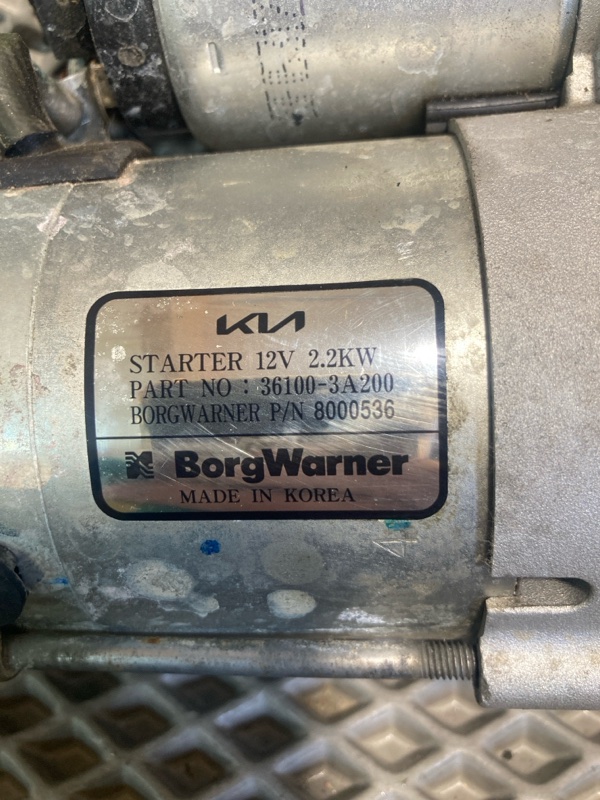 KIA
STARTER 12V 2.2KW
PART NO : 36100-3A200
BORGWARNER P/N 8000536
BorgWarner
MADE IN KOREA